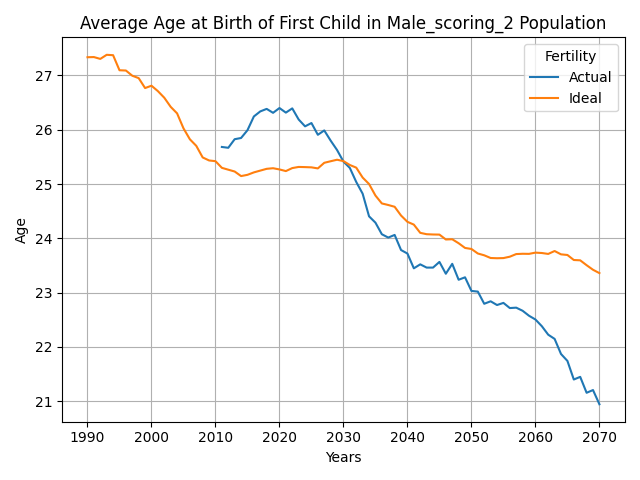 Average Age at Birth of First Child in Male_scoring_2 Population
Fertility
Actual
Ideal
Age
27
26
25
24
23
22
21
1990 2000 2010 2020 2030 2040 2050 2060 2070
Years